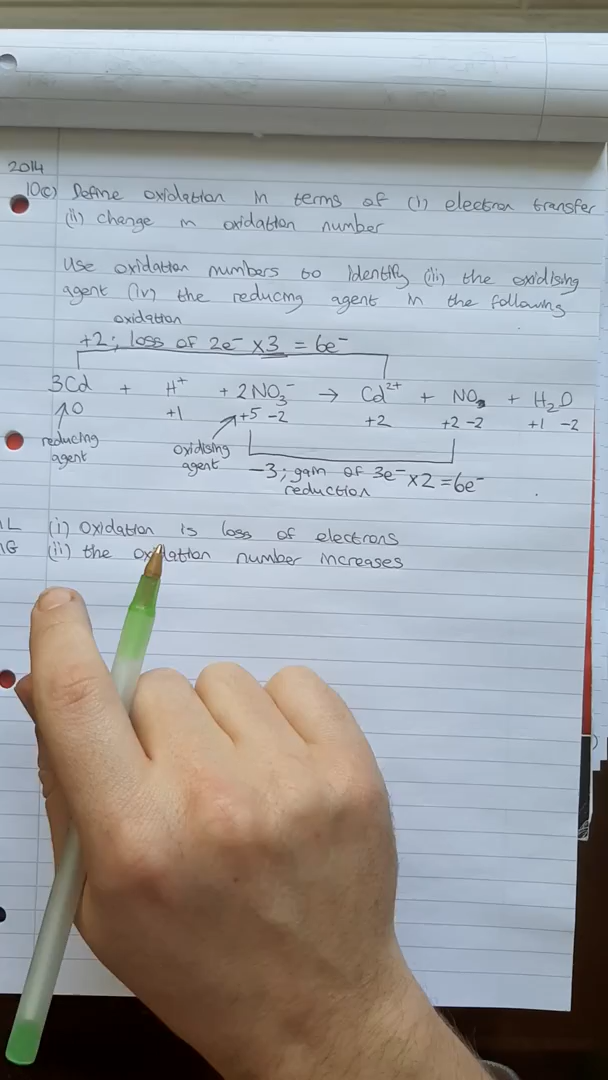 2014
10(c) Define oxidation in terms of (i) electron transfer
(ii) change in oxidation number
Use oxidation numbers to identify (iii) the oxidising
agent (iv) the reducing agent in the following
oxidation
+2; loss of 2e⁻ ×3 = 6e⁻
3Cd + H⁺ + 2NO₃⁻ → Cd²⁺ + NO + H₂O
0 +1 +5 -2 +2 +2 -2 +1 -2
reducing agent
oxidising agent
-3; gain of 3e⁻ ×2 = 6e⁻
reduction
(i) Oxidation is loss of electrons
(ii) the oxidation number increases